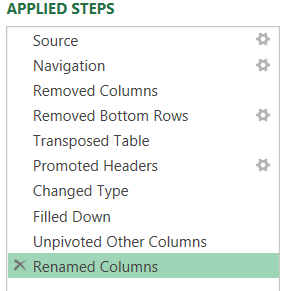 APPLIED STEPS
Source
Navigation
Removed Columns
Removed Bottom Rows
Transposed Table
Promoted Headers
Changed Type
Filled Down
Unpivoted Other Columns
Renamed Columns